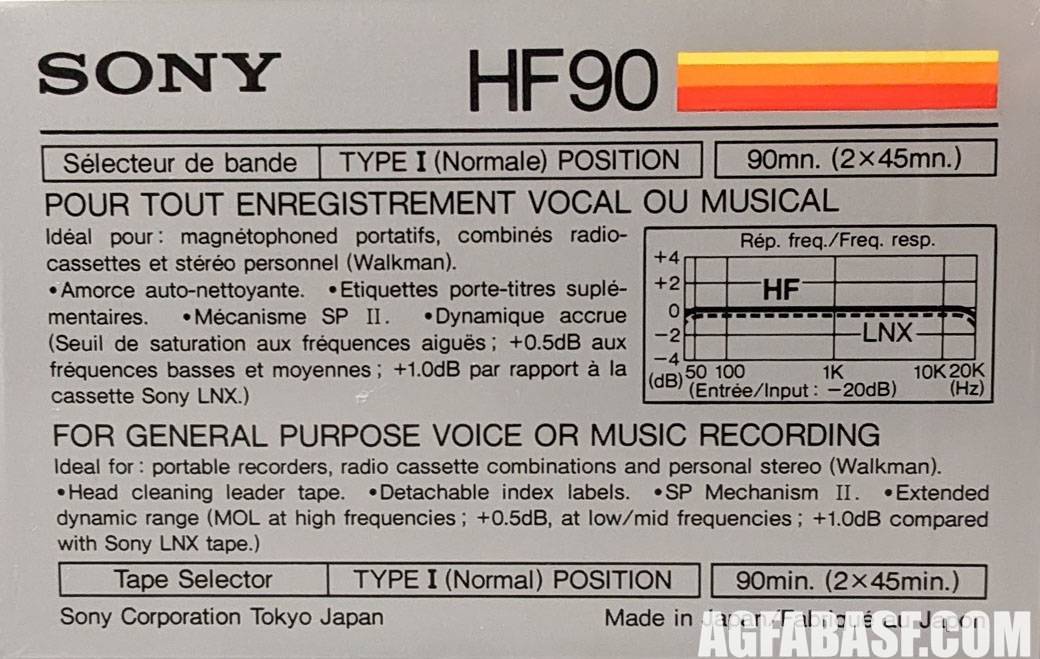 SONY HF90
Sélecteur de bande TYPE I (Normale) POSITION 90mn. (2×45mn.)
POUR TOUT ENREGISTREMENT VOCAL OU MUSICAL
Idéal pour : magnétophoned portatifs, combinés radio-
cassettes et stéréo personnel (Walkman).
•Amorce auto-nettoyante. •Etiquettes porte-titres suplé-
mentaires. •Mécanisme SP II. •Dynamique accrue
(Seuil de saturation aux fréquences aiguës ; +0.5dB aux
fréquences basses et moyennes ; +1.0dB par rapport à la
cassette Sony LNX.)
Rép. freq./Freq. resp.
+4
+2
HF
0
−2
LNX
−4
(dB) 50 100 1K 10K 20K
(Entrée/Input : −20dB) (Hz)
FOR GENERAL PURPOSE VOICE OR MUSIC RECORDING
Ideal for : portable recorders, radio cassette combinations and personal stereo (Walkman).
•Head cleaning leader tape. •Detachable index labels. •SP Mechanism II. •Extended
dynamic range (MOL at high frequencies ; +0.5dB, at low/mid frequencies ; +1.0dB compared
with Sony LNX tape.)
Tape Selector TYPE I (Normal) POSITION 90min. (2×45min.)
Sony Corporation Tokyo Japan Made in Japan/Fabriqué au Japon
AGFABASF.COM